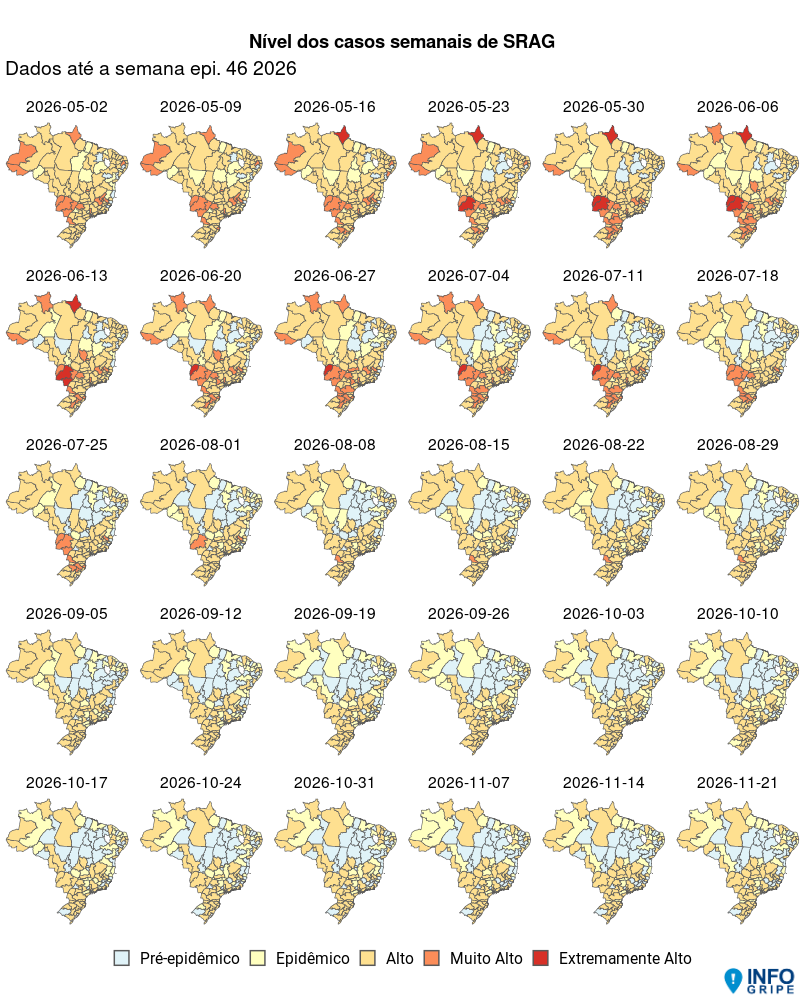 Nível dos casos semanais de SRAG
Dados até a semana epi. 46 2026
2026-05-02 2026-05-09 2026-05-16 2026-05-23 2026-05-30 2026-06-06
2026-06-13 2026-06-20 2026-06-27 2026-07-04 2026-07-11 2026-07-18
2026-07-25 2026-08-01 2026-08-08 2026-08-15 2026-08-22 2026-08-29
2026-09-05 2026-09-12 2026-09-19 2026-09-26 2026-10-03 2026-10-10
2026-10-17 2026-10-24 2026-10-31 2026-11-07 2026-11-14 2026-11-21
Pré-epidêmico Epidêmico Alto Muito Alto Extremamente Alto
INFO
GRIPE